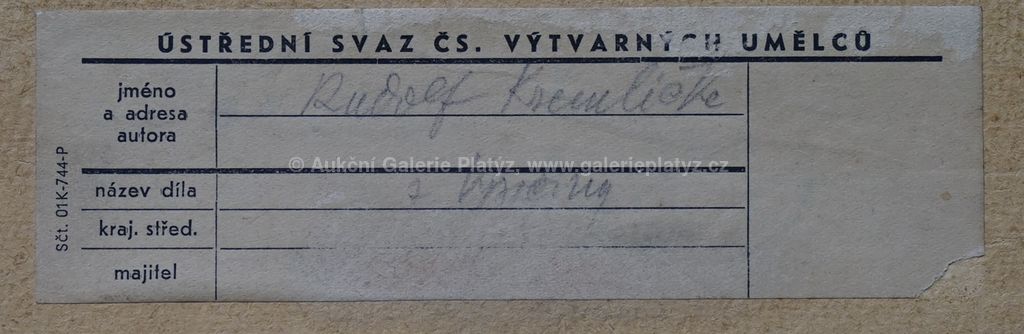 ÚSTŘEDNÍ SVAZ ČS. VÝTVARNÝCH UMĚLCŮ
jméno
a adresa
autora
Rudolf Kremlička
© Aukční Galerie Platýz, www.galerieplatyz.cz
název díla
z
kraj. střed.
majitel
Sčt. 01K-744-P